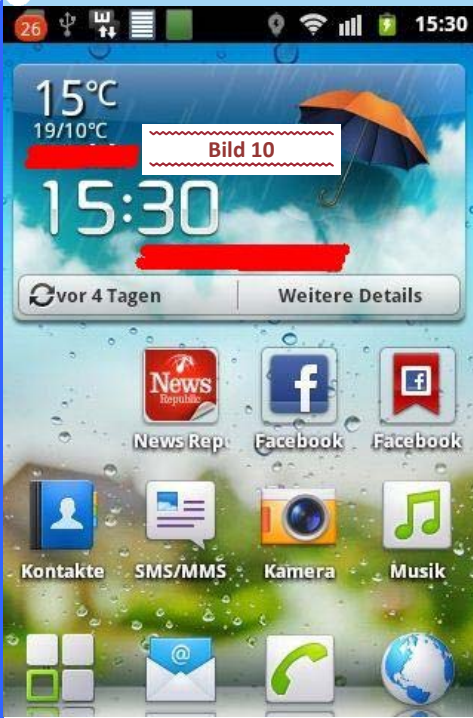 26 E 15:30
15°C
19/10°C
Bild 10
15:30
vor 4 Tagen Weitere Details
News
Republic
f f
News Rep Facebook Facebook
Kontakte SMS/MMS Kamera Musik
@